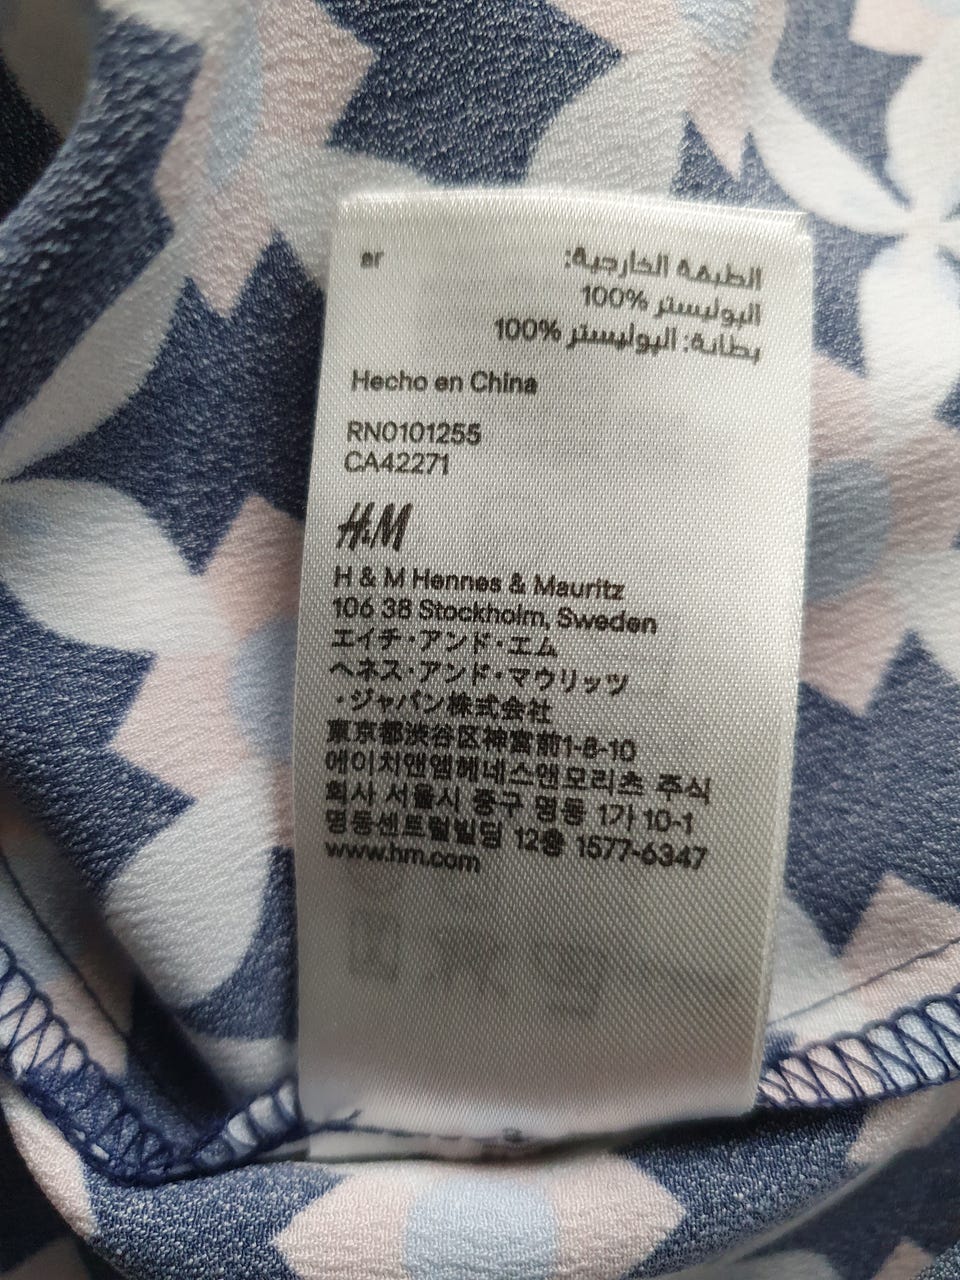 ar
الطبقة الخارجية:
البوليستر %100
بطانة: البوليستر %100
Hecho en China
RN0101255
CA42271
H&M
H & M Hennes & Mauritz
106 38 Stockholm, Sweden
エイチ・アンド・エム
ヘネス・アンド・マウリッツ
・ジャパン株式会社
東京都渋谷区神宮前1-8-10
에이치앤엠헤네스앤모리츠 주식
회사 서울시 중구 명동 1가 10-1
명동센트럴빌딩 12층 1577-6347
www.hm.com